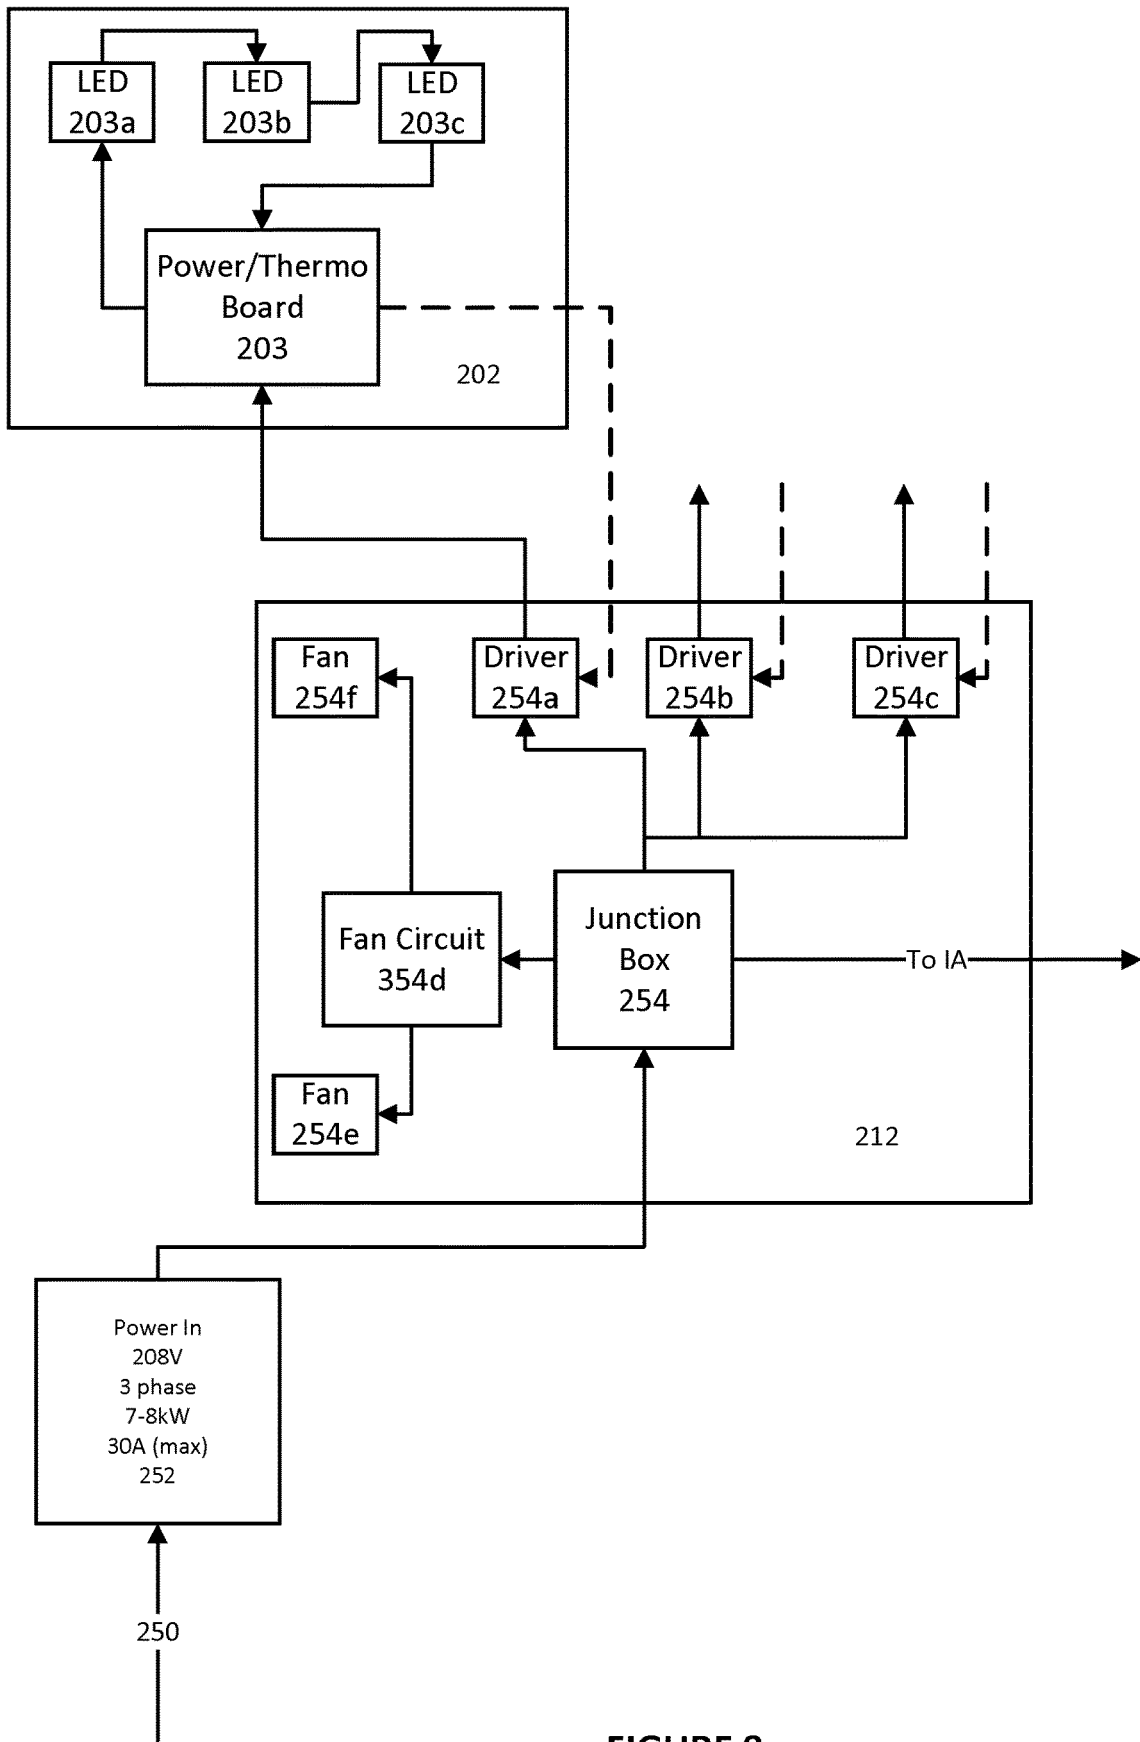 LED
203a
LED
203b
LED
203c
Power/Thermo
Board
203
202
Fan
254f
Driver
254a
Driver
254b
Driver
254c
Fan Circuit
354d
Junction
Box
254
To IA
Fan
254e
212
Power In
208V
3 phase
7-8kW
30A (max)
252
250